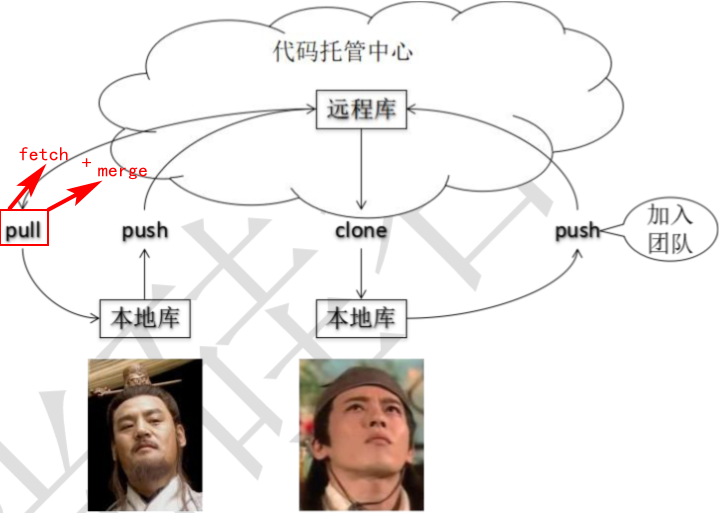 代码托管中心
远程库
fetch
+
merge
pull
push
clone
push
加入
团队
本地库
本地库